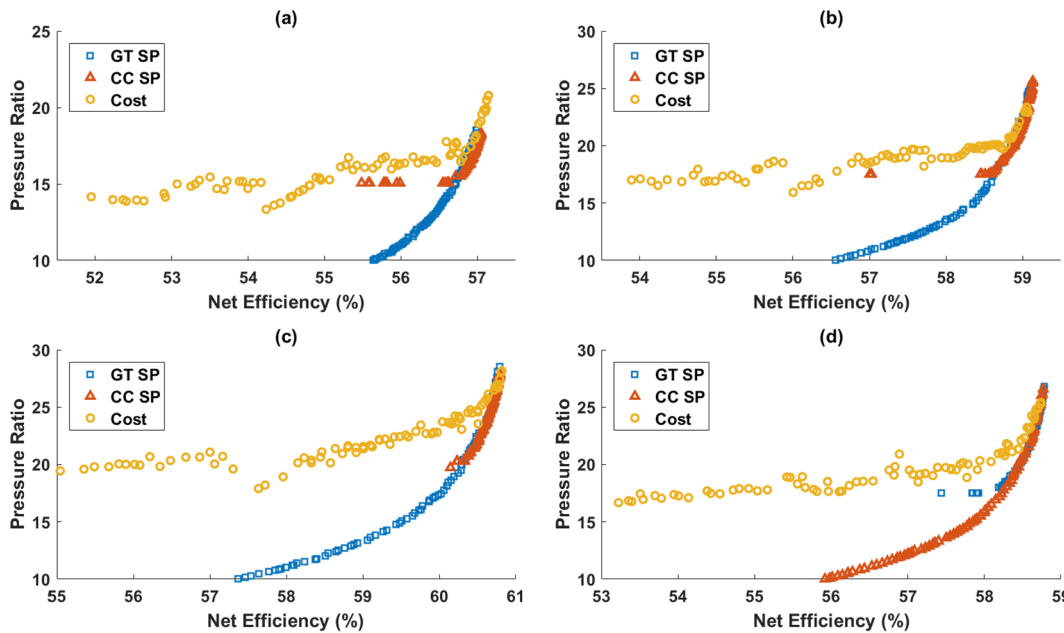 (a)
25
20
15
10
Pressure Ratio
GT SP
CC SP
Cost
52 53 54 55 56 57
Net Efficiency (%)
(b)
30
25
20
15
10
Pressure Ratio
GT SP
CC SP
Cost
54 55 56 57 58 59
Net Efficiency (%)
(c)
30
25
20
15
10
Pressure Ratio
GT SP
CC SP
Cost
55 56 57 58 59 60 61
Net Efficiency (%)
(d)
30
25
20
15
10
Pressure Ratio
GT SP
CC SP
Cost
53 54 55 56 57 58 59
Net Efficiency (%)